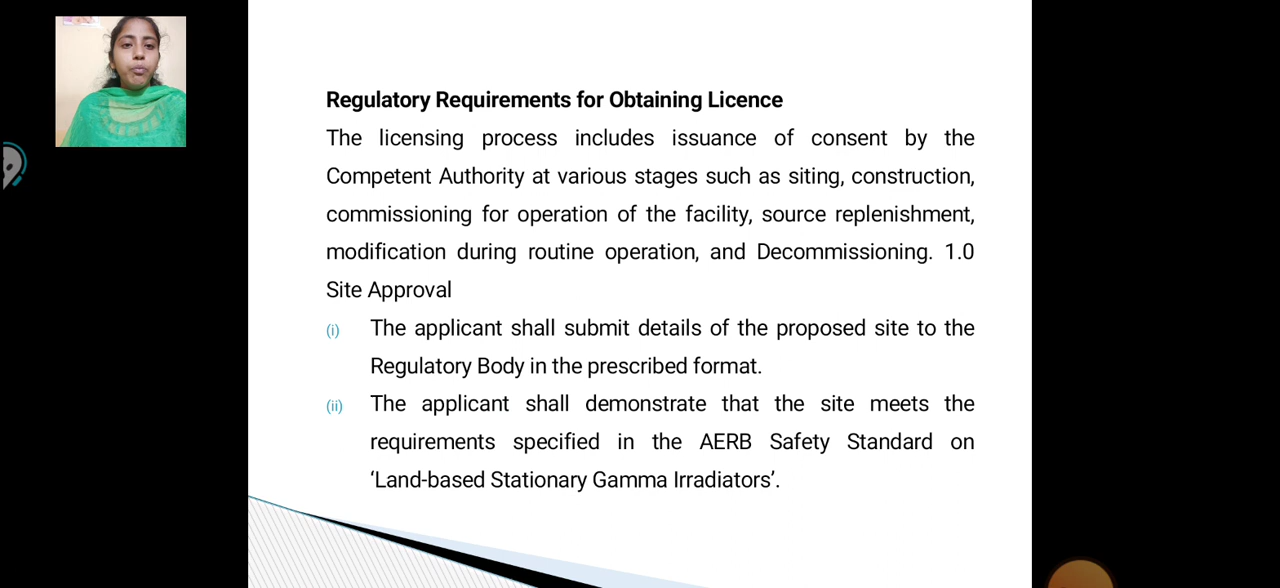 Regulatory Requirements for Obtaining Licence
The licensing process includes issuance of consent by the
Competent Authority at various stages such as siting, construction,
commissioning for operation of the facility, source replenishment,
modification during routine operation, and Decommissioning. 1.0
Site Approval
(i) The applicant shall submit details of the proposed site to the
Regulatory Body in the prescribed format.
(ii) The applicant shall demonstrate that the site meets the
requirements specified in the AERB Safety Standard on
‘Land-based Stationary Gamma Irradiators’.